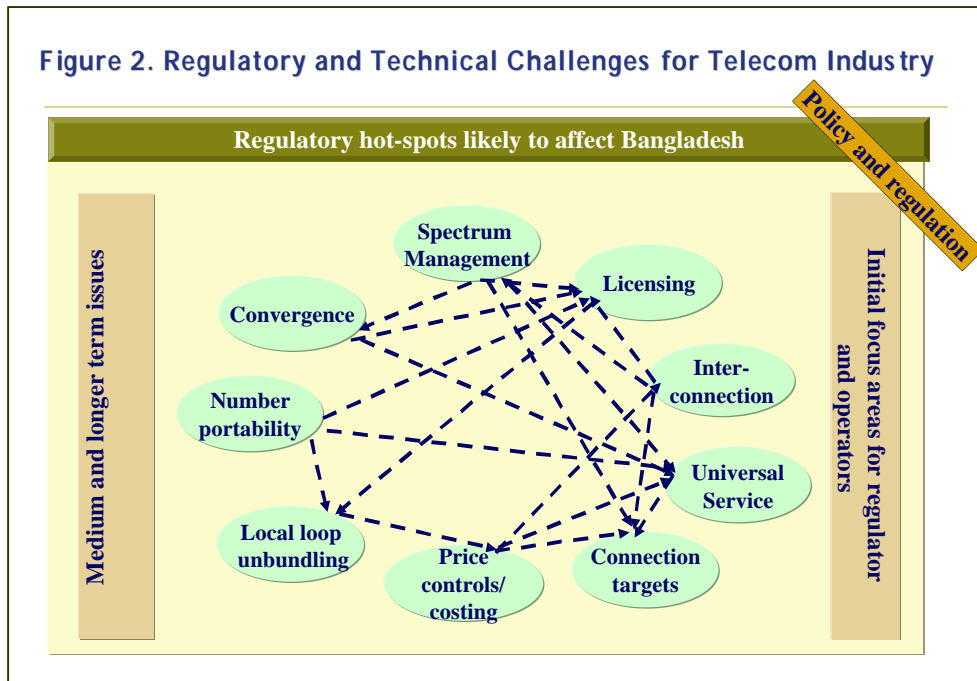 Figure 2. Regulatory and Technical Challenges for Telecom Industry
Policy and regulation
Regulatory hot-spots likely to affect Bangladesh
Medium and longer term issues
Spectrum
Management
Licensing
Convergence
Inter-
connection
Number
portability
Universal
Service
Local loop
unbundling
Price
controls/
costing
Connection
targets
Initial focus areas for regulator
and operators